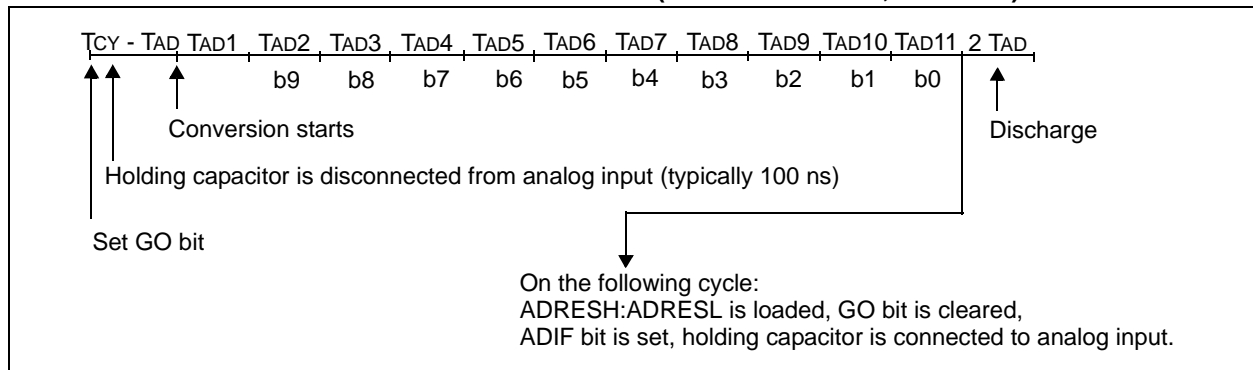 TCY - TAD TAD1 TAD2 TAD3 TAD4 TAD5 TAD6 TAD7 TAD8 TAD9 TAD10 TAD11 2 TAD
b9 b8 b7 b6 b5 b4 b3 b2 b1 b0
Conversion starts
Discharge
Holding capacitor is disconnected from analog input (typically 100 ns)
Set GO bit
On the following cycle:
ADRESH:ADRESL is loaded, GO bit is cleared,
ADIF bit is set, holding capacitor is connected to analog input.